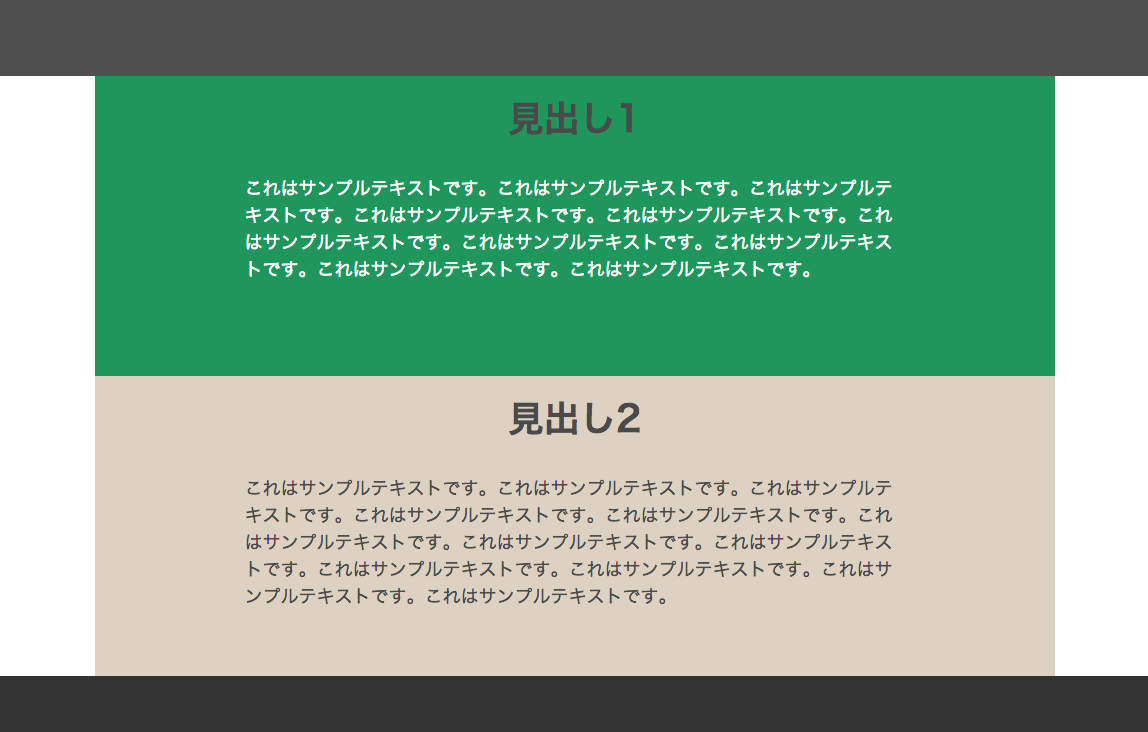 見出し1
これはサンプルテキストです。これはサンプルテキストです。これはサンプルテ
キストです。これはサンプルテキストです。これはサンプルテキストです。これ
はサンプルテキストです。これはサンプルテキストです。これはサンプルテキス
トです。これはサンプルテキストです。これはサンプルテキストです。
見出し2
これはサンプルテキストです。これはサンプルテキストです。これはサンプルテ
キストです。これはサンプルテキストです。これはサンプルテキストです。これ
はサンプルテキストです。これはサンプルテキストです。これはサンプルテキス
トです。これはサンプルテキストです。これはサンプルテキストです。これはサ
ンプルテキストです。これはサンプルテキストです。